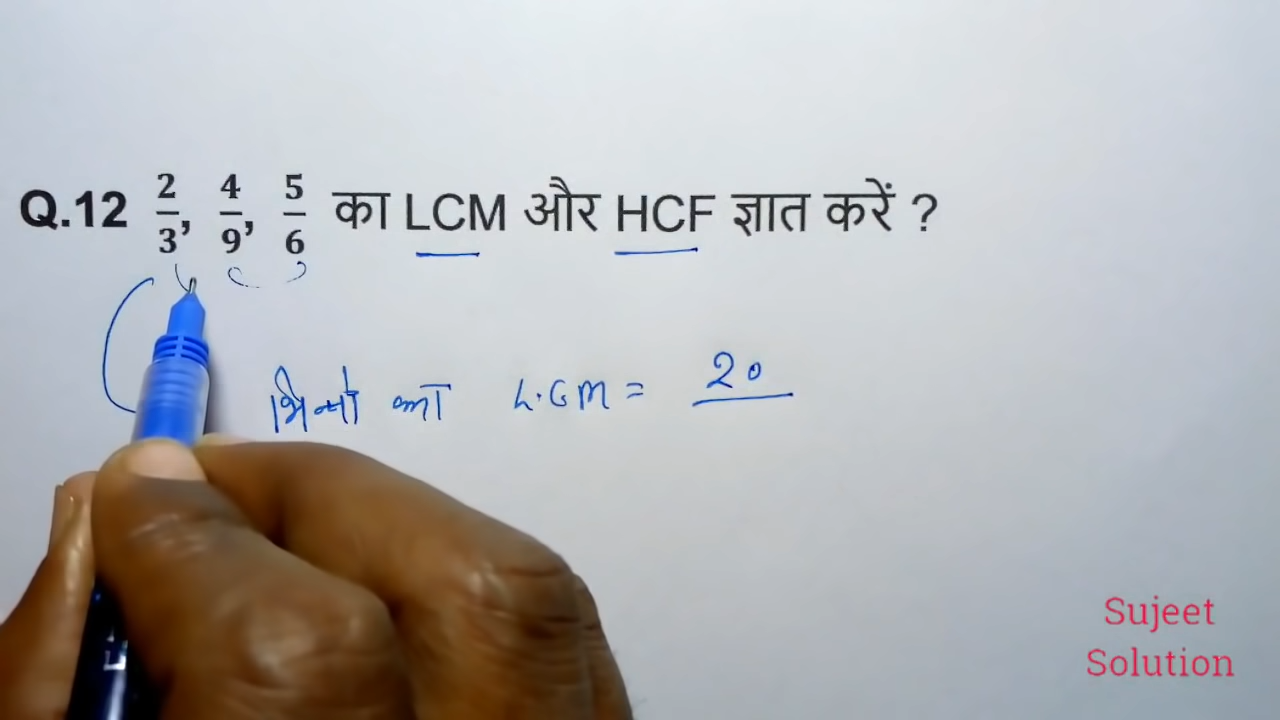 Q.12 2/3, 4/9, 5/6 का LCM और HCF ज्ञात करें ?
भिन्नो का L.C.M = 20
Sujeet
Solution